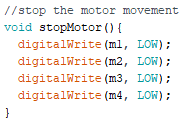 //stop the motor movement
void stopMotor(){
  digitalWrite(m1, LOW);
  digitalWrite(m2, LOW);
  digitalWrite(m3, LOW);
  digitalWrite(m4, LOW);
}